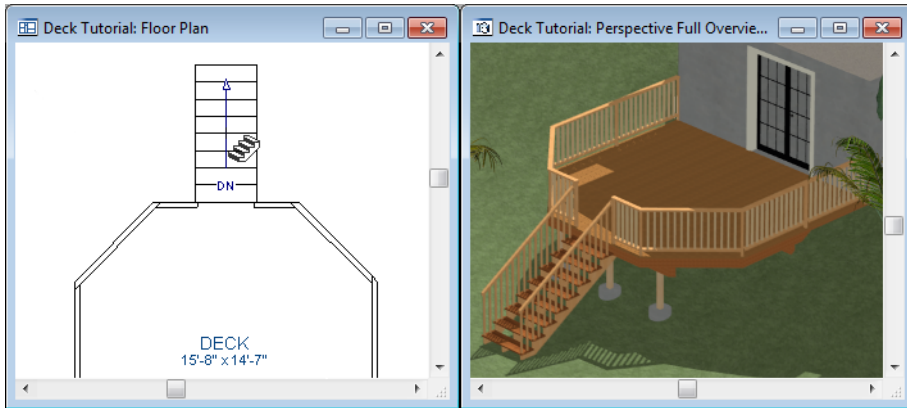 Deck Tutorial: Floor Plan
Deck Tutorial: Perspective Full Overvie...
DN
DECK
15'-8" x 14'-7"